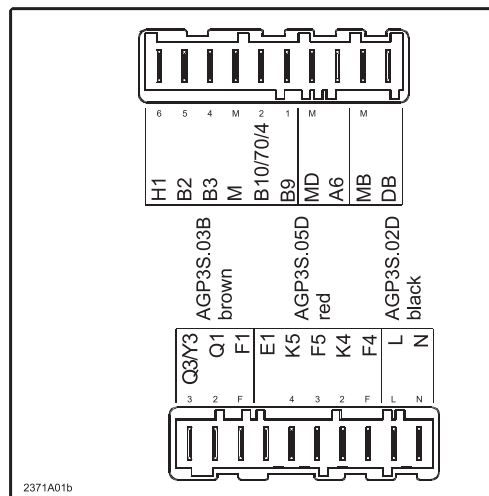 6 5 4 M 2 1 M M
H1 B2 B3 M B10/70/4 B9 MD A6 MB DB
AGP3S.03B
brown
AGP3S.05D
red
AGP3S.02D
black
Q3/Y3 Q1 F1 E1 K5 F5 K4 F4 L N
3 2 F 4 3 2 F L N
2371A01b